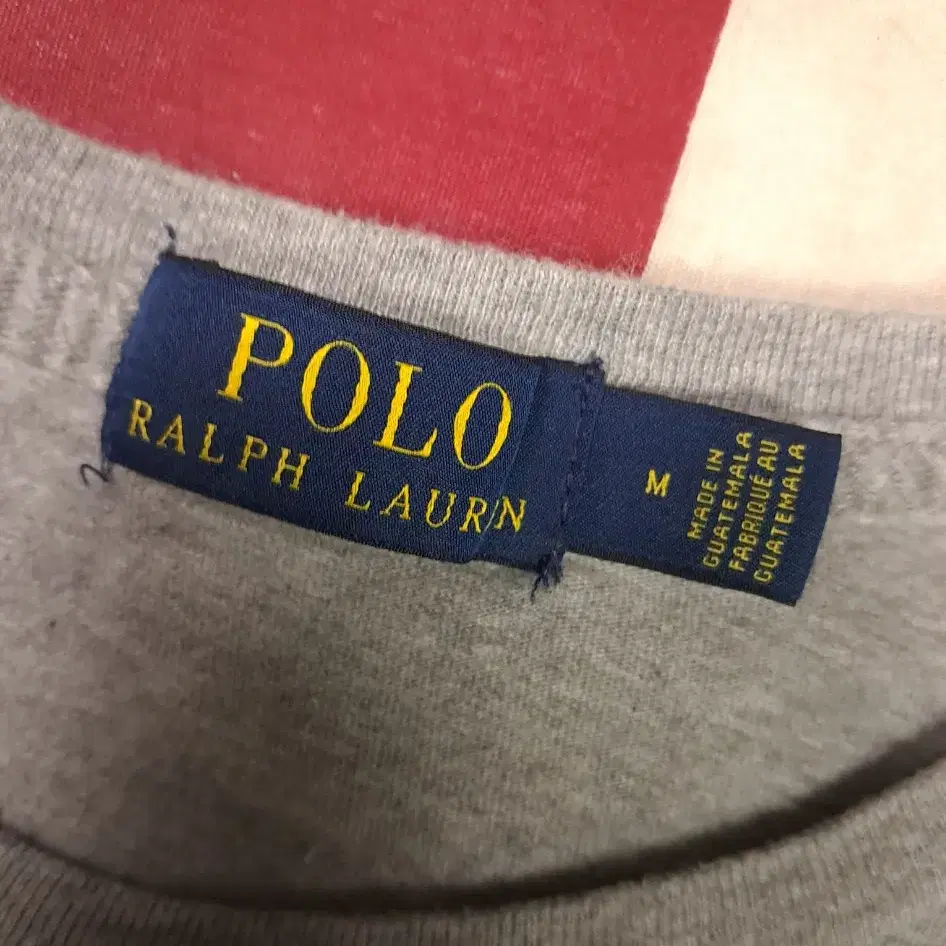 POLO
RALPH LAURN
M
MADE IN
GUATEMALA
FABRIQUÉ AU
GUATEMALA